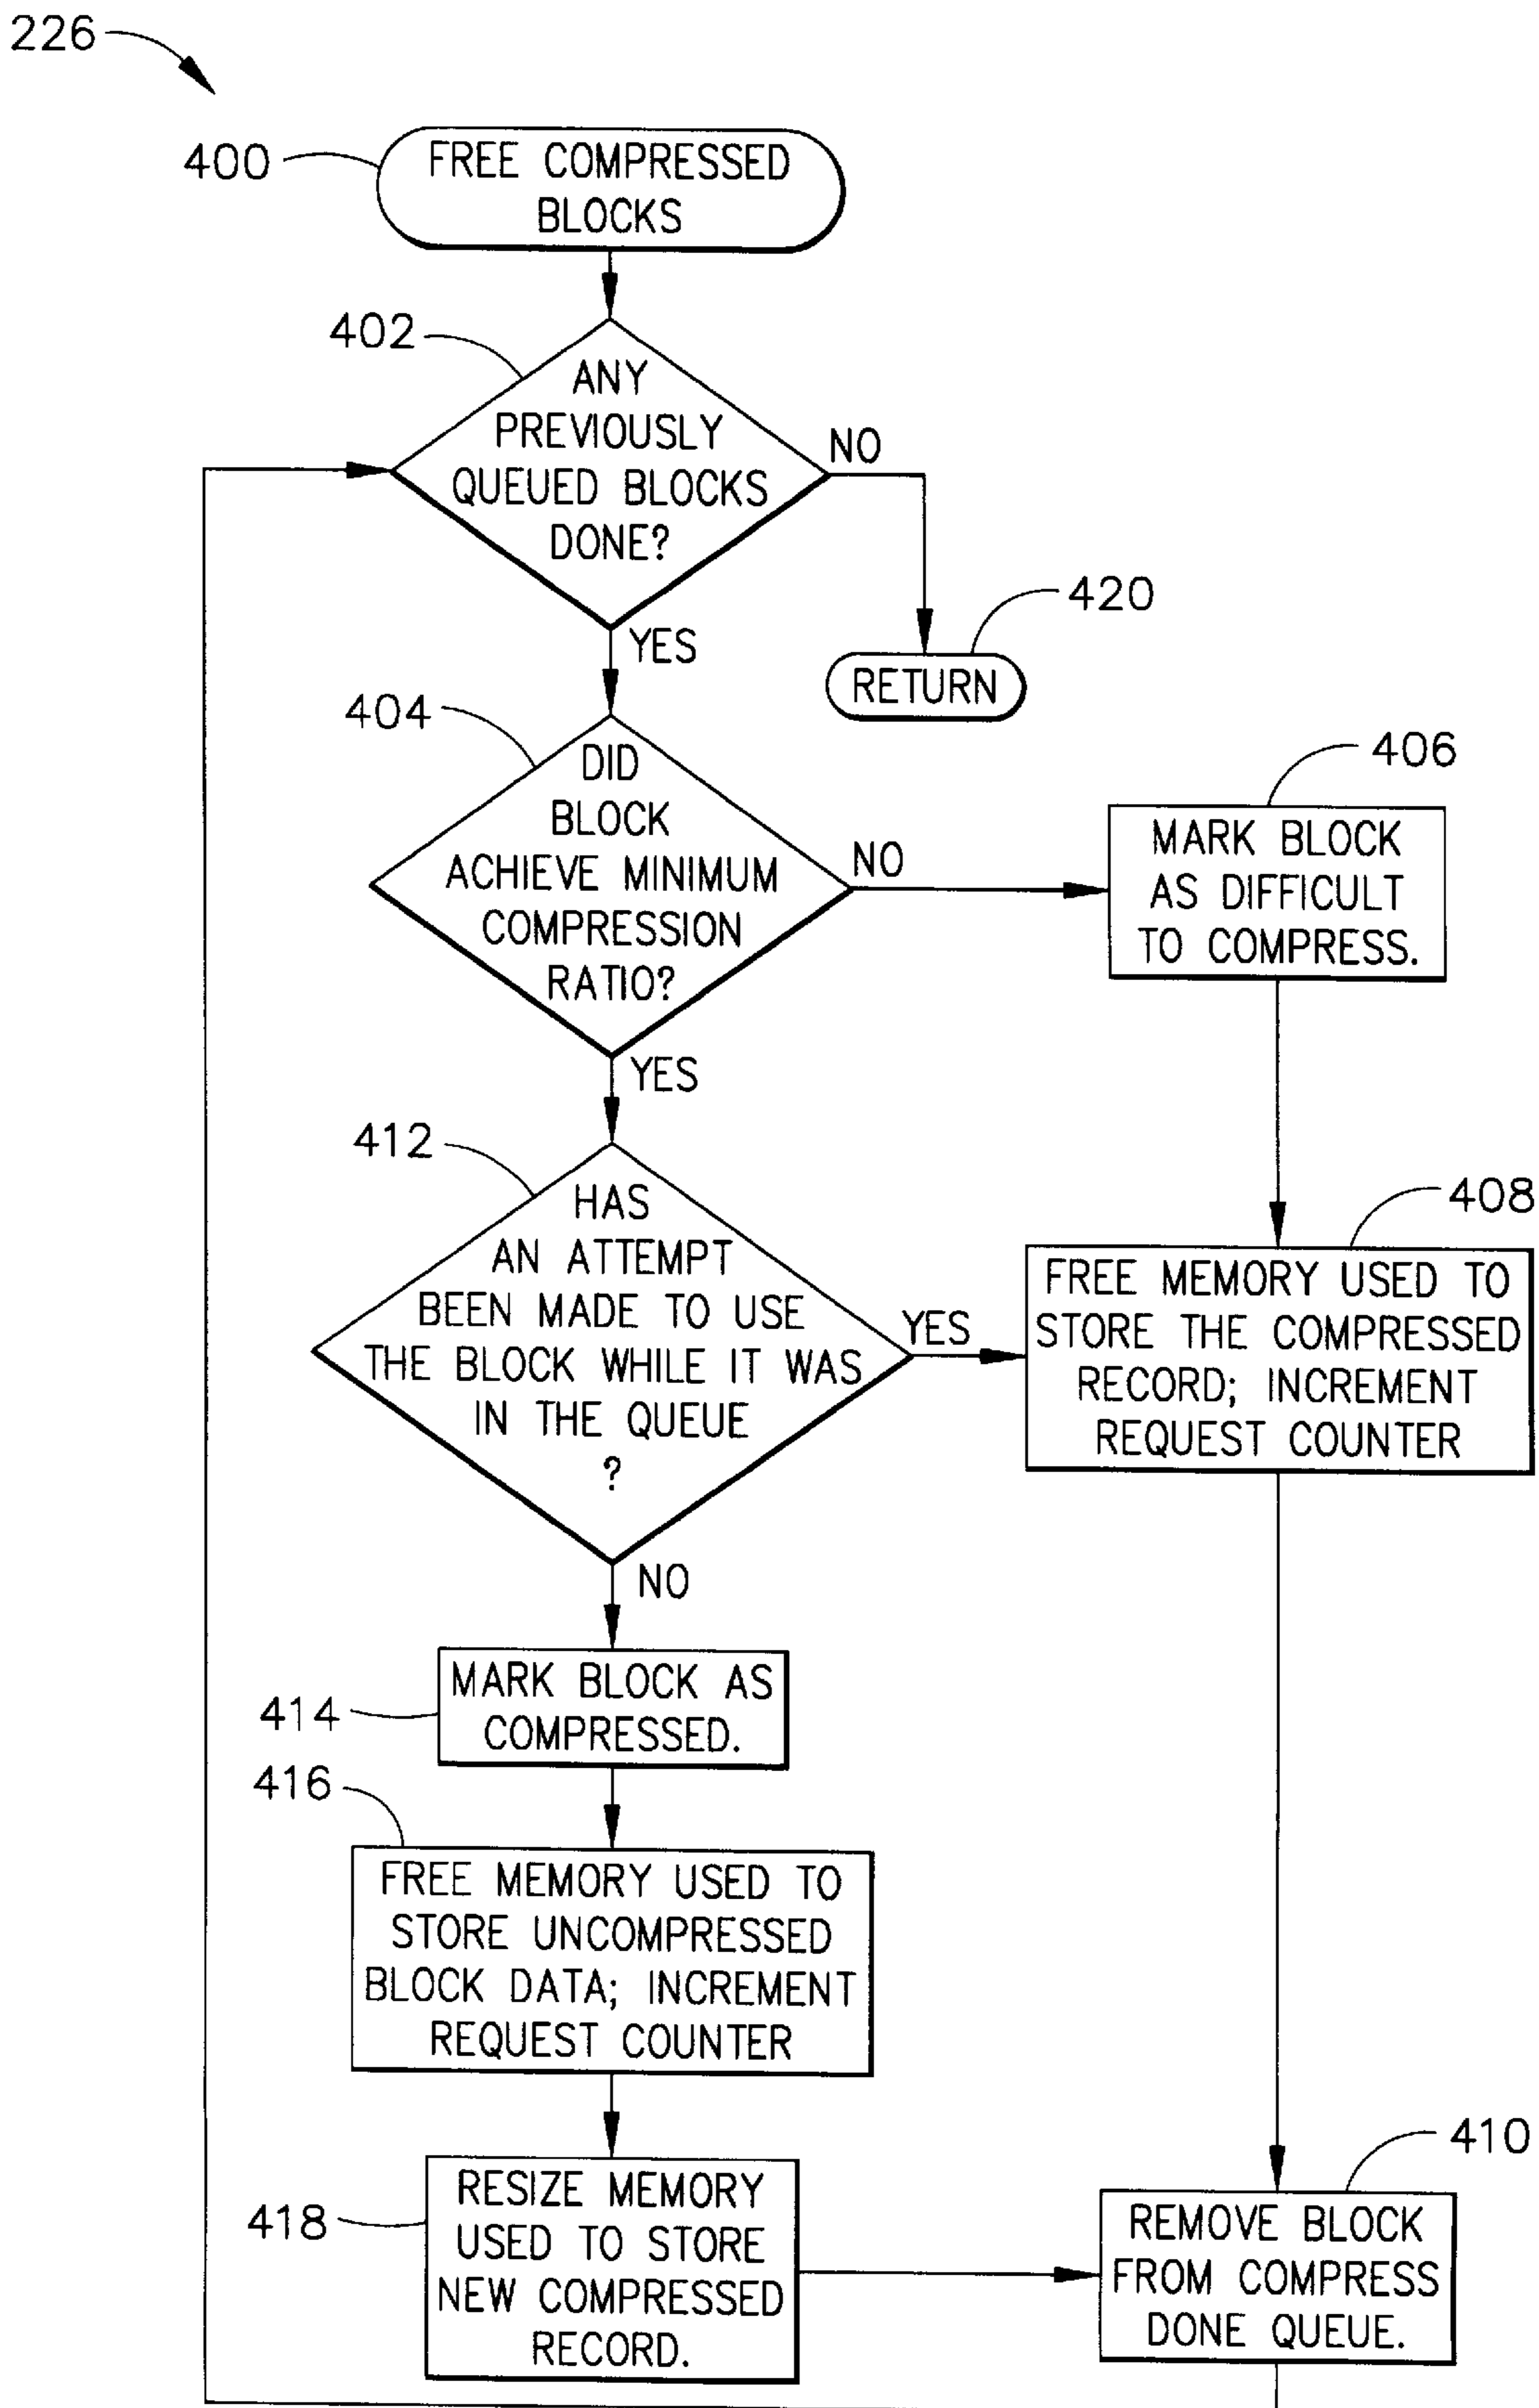 226
400
FREE COMPRESSED
BLOCKS
402
ANY
PREVIOUSLY
QUEUED BLOCKS
DONE?
NO
YES
420
RETURN
404
DID
BLOCK
ACHIEVE MINIMUM
COMPRESSION
RATIO?
NO
YES
406
MARK BLOCK
AS DIFFICULT
TO COMPRESS.
412
HAS
AN ATTEMPT
BEEN MADE TO USE
THE BLOCK WHILE IT WAS
IN THE QUEUE
?
YES
NO
408
FREE MEMORY USED TO
STORE THE COMPRESSED
RECORD; INCREMENT
REQUEST COUNTER
414
MARK BLOCK AS
COMPRESSED.
416
FREE MEMORY USED TO
STORE UNCOMPRESSED
BLOCK DATA; INCREMENT
REQUEST COUNTER
418
RESIZE MEMORY
USED TO STORE
NEW COMPRESSED
RECORD.
410
REMOVE BLOCK
FROM COMPRESS
DONE QUEUE.